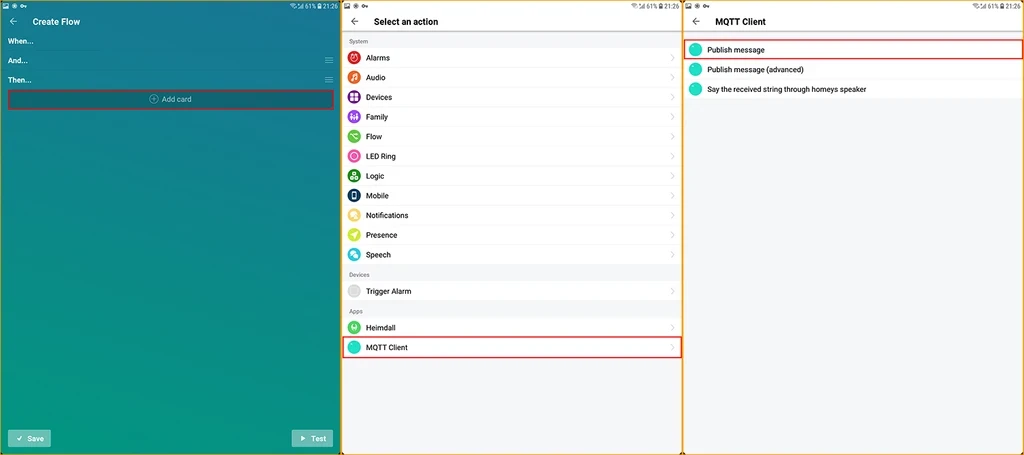 61% 21:26
Create Flow
When...
And...
Then...
Add card
Save
Test
61% 21:26
Select an action
System
Alarms
Audio
Devices
Family
Flow
LED Ring
Logic
Mobile
Notifications
Presence
Speech
Devices
Trigger Alarm
Apps
Heimdall
MQTT Client
61% 21:26
MQTT Client
Publish message
Publish message (advanced)
Say the received string through homeys speaker